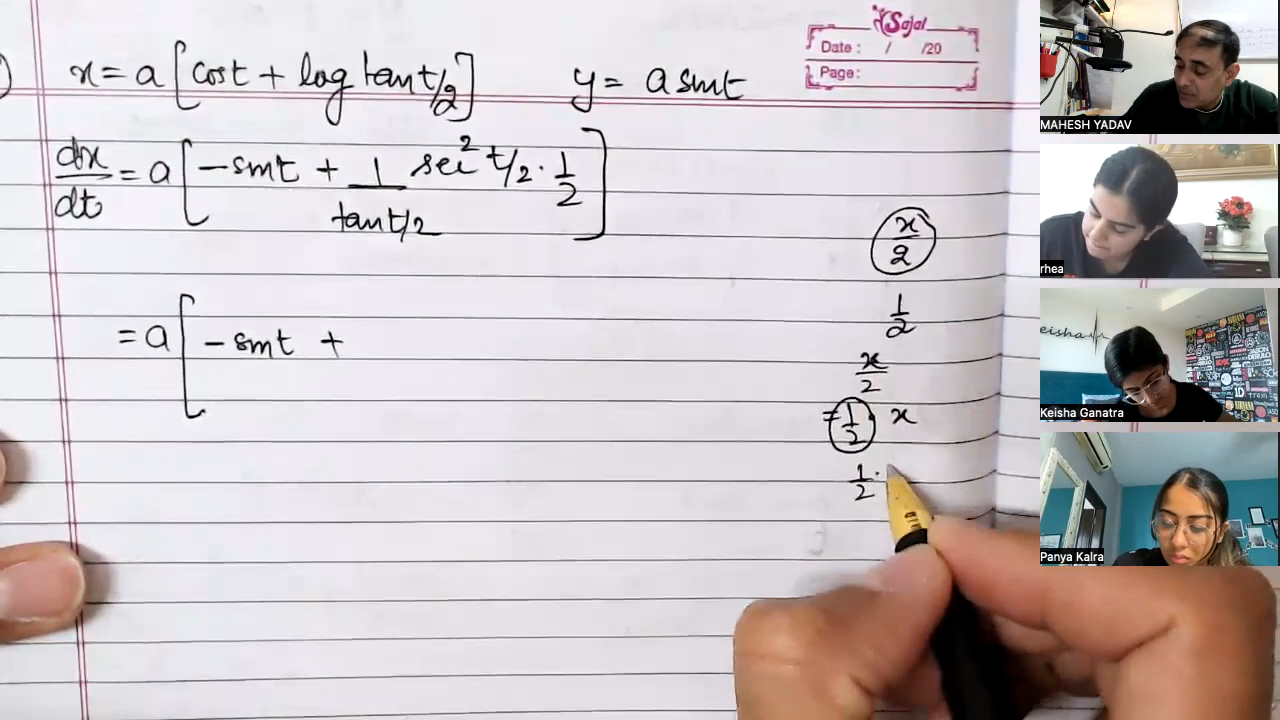 Sajal
Date : / /20
Page:
x = a [cost + log tan t/2] y = a sint
dx/dt = a [-sint + 1/tan t/2 sec² t/2 · 1/2]
x/2
1/2
= a [-sint +
x/2
= 1/2 · x
1/2 ·
MAHESH YADAV
rhea
keisha
Keisha Ganatra
Panya Kalra